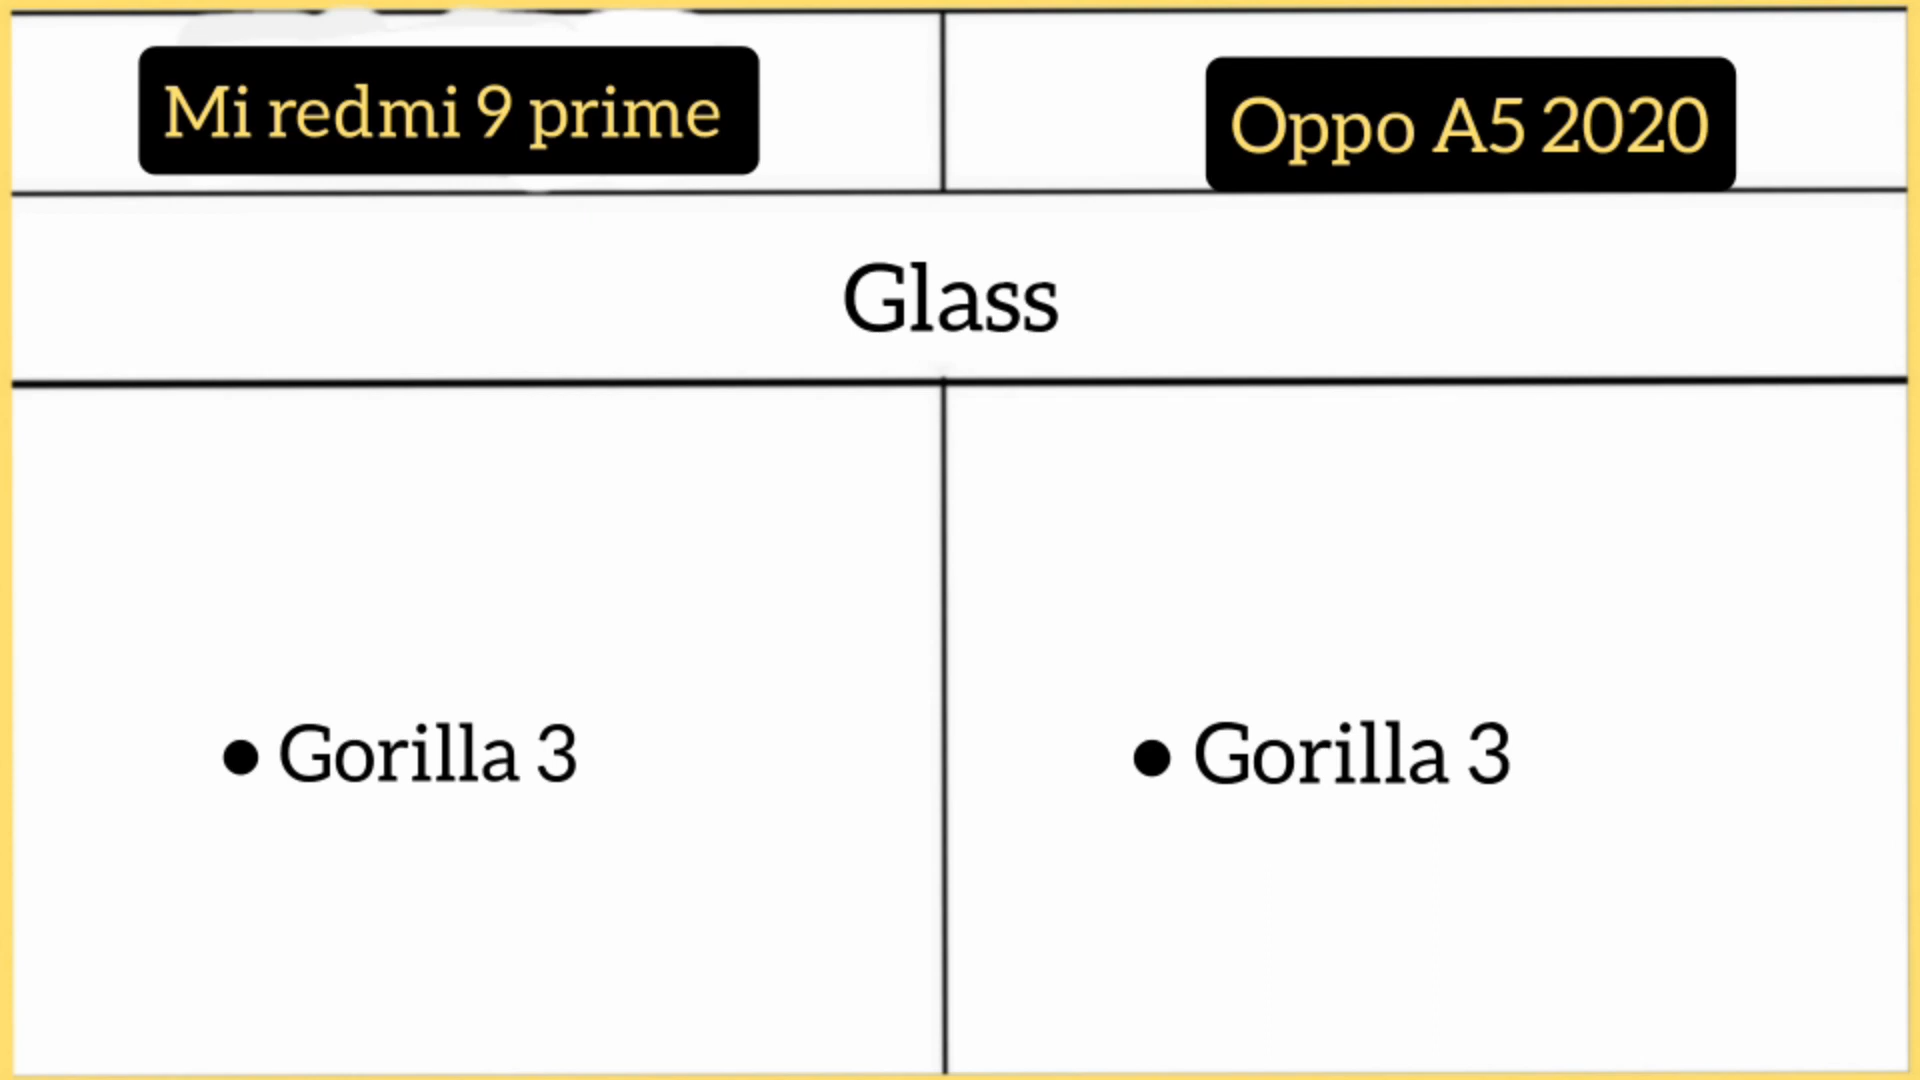 Mi redmi 9 prime
Oppo A5 2020
Glass
• Gorilla 3
• Gorilla 3